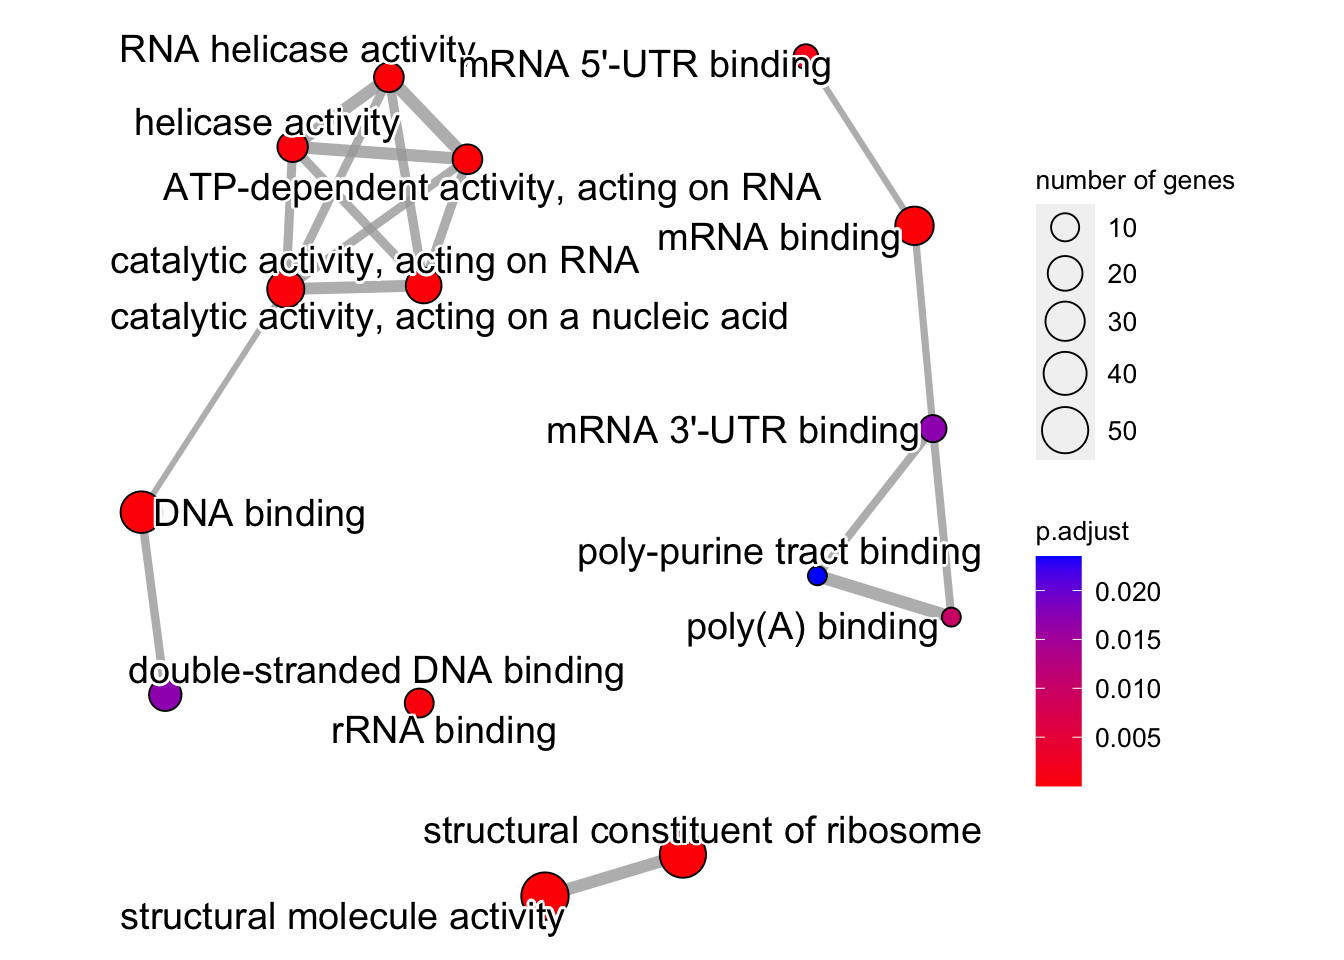 RNA helicase activity
mRNA 5'-UTR binding
helicase activity
ATP-dependent activity, acting on RNA
mRNA binding
catalytic activity, acting on RNA
catalytic activity, acting on a nucleic acid
mRNA 3'-UTR binding
DNA binding
poly-purine tract binding
poly(A) binding
double-stranded DNA binding
rRNA binding
structural constituent of ribosome
structural molecule activity
number of genes
10
20
30
40
50
p.adjust
0.020
0.015
0.010
0.005